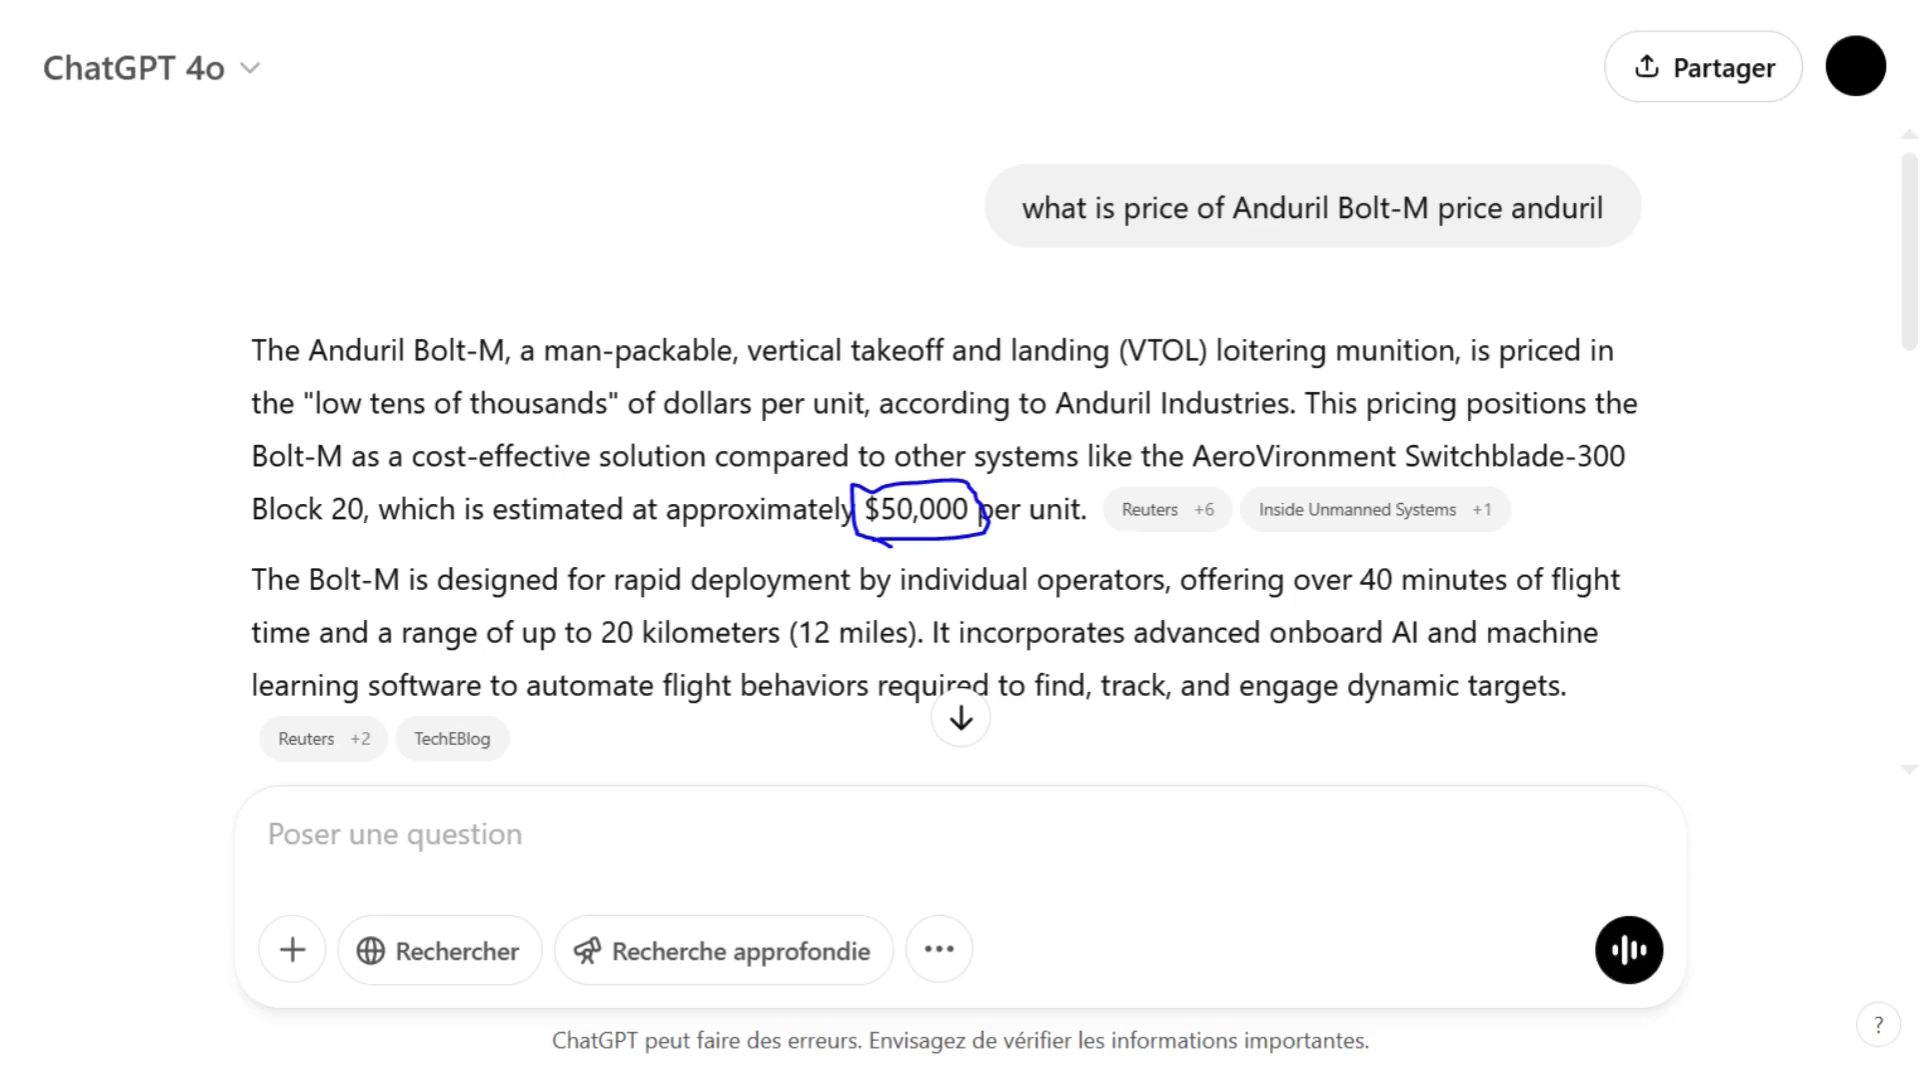 ChatGPT 4o
Partager
what is price of Anduril Bolt-M price anduril
The Anduril Bolt-M, a man-packable, vertical takeoff and landing (VTOL) loitering munition, is priced in
the "low tens of thousands" of dollars per unit, according to Anduril Industries. This pricing positions the
Bolt-M as a cost-effective solution compared to other systems like the AeroVironment Switchblade-300
Block 20, which is estimated at approximately $50,000 per unit. Reuters +6 Inside Unmanned Systems +1
The Bolt-M is designed for rapid deployment by individual operators, offering over 40 minutes of flight
time and a range of up to 20 kilometers (12 miles). It incorporates advanced onboard AI and machine
learning software to automate flight behaviors required to find, track, and engage dynamic targets.
Reuters +2 TechEBlog
Poser une question
Rechercher Recherche approfondie
ChatGPT peut faire des erreurs. Envisagez de vérifier les informations importantes.
?